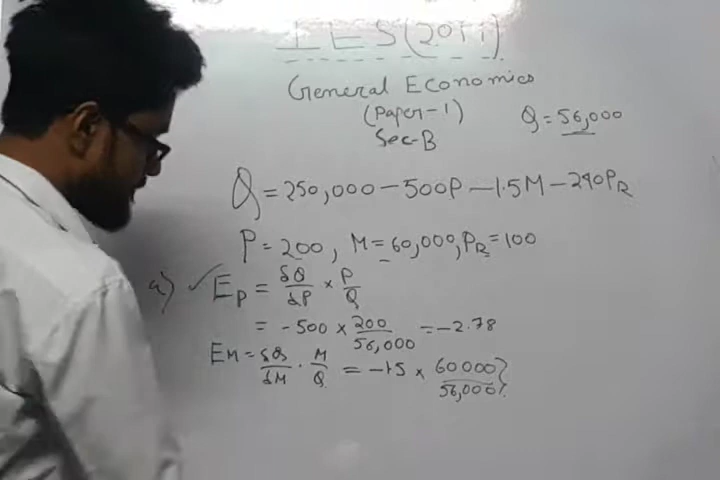 IES(2011)
General Economics
(Paper-1)
Sec-B
Q = 56,000
Q = 250,000 - 500P - 1.5M - 240PR
P = 200, M = 60,000, PR = 100
a) ✓ EP = δQ/δP × P/Q
= -500 × 200/56,000 = -2.78
EM = δQ/δM · M/Q = -1.5 × 60000/56,000